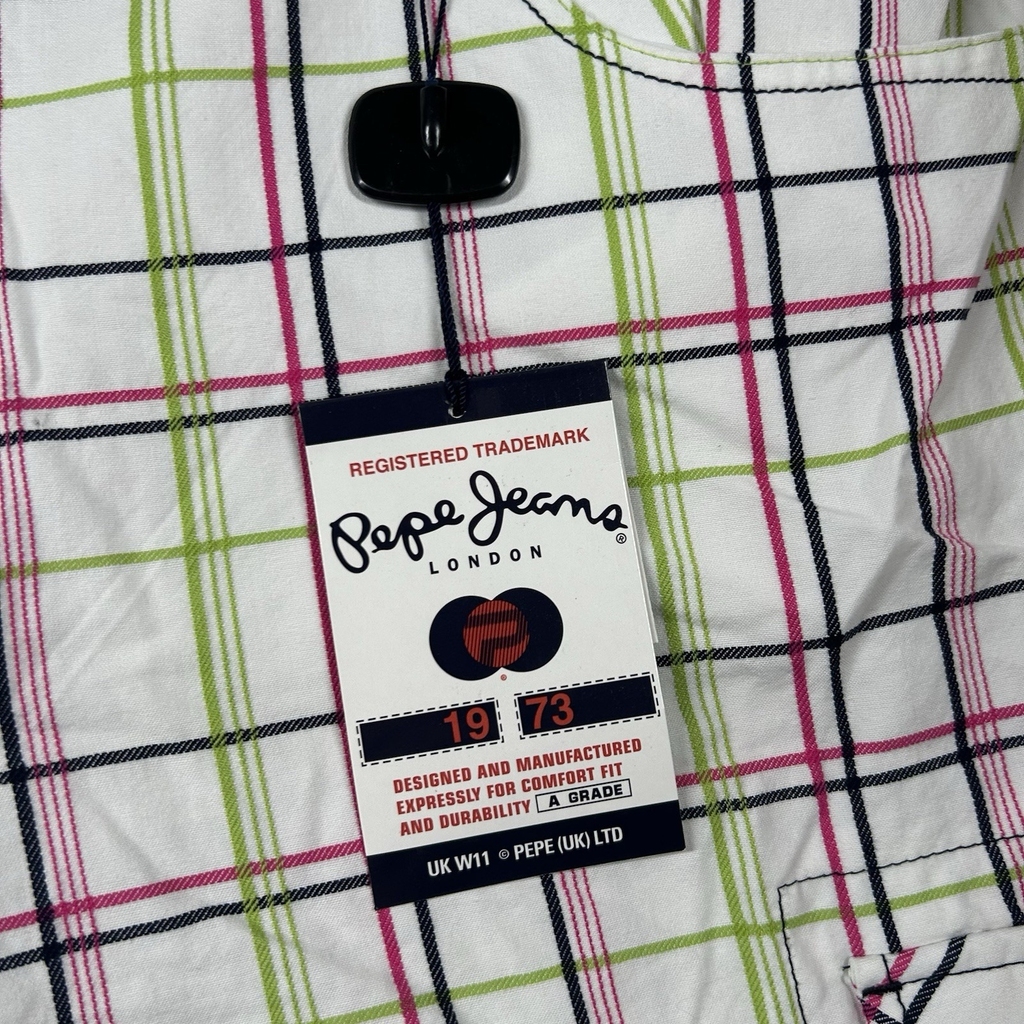 REGISTERED TRADEMARK
Pepe Jeans®
LONDON
P
®
19 73
DESIGNED AND MANUFACTURED
EXPRESSLY FOR COMFORT FIT
AND DURABILITY A GRADE
UK W11 © PEPE (UK) LTD